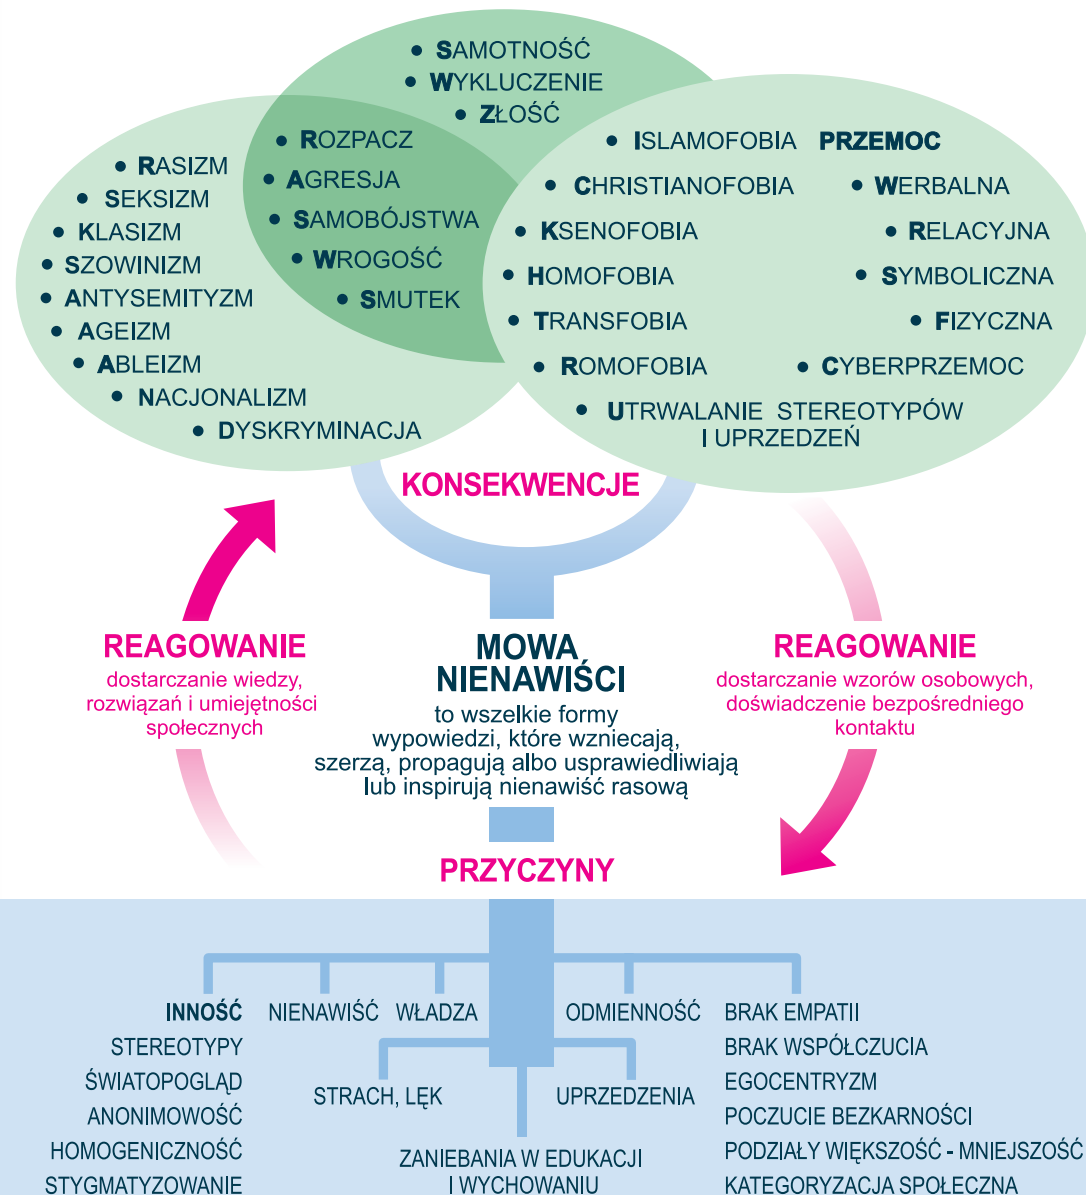 • SAMOTNOŚĆ
• WYKLUCZENIE
• ZŁOŚĆ
• RASIZM
• SEKSIZM
• KLASIZM
• SZOWINIZM
• ANTYSEMITYZM
• AGEIZM
• ABLEIZM
• NACJONALIZM
• DYSKRYMINACJA
• ROZPACZ
• AGRESJA
• SAMOBÓJSTWA
• WROGOŚĆ
• SMUTEK
• ISLAMOFOBIA
• CHRISTIANOFOBIA
• KSENOFOBIA
• HOMOFOBIA
• TRANSFOBIA
• ROMOFOBIA
• UTRWALANIE STEREOTYPÓW
I UPRZEDZEŃ
PRZEMOC
• WERBALNA
• RELACYJNA
• SYMBOLICZNA
• FIZYCZNA
• CYBERPRZEMOC
KONSEKWENCJE
REAGOWANIE
dostarczanie wiedzy,
rozwiązań i umiejętności
społecznych
MOWA
NIENAWIŚCI
to wszelkie formy
wypowiedzi, które wzniecają,
szerzą, propagują albo usprawiedliwiają
lub inspirują nienawiść rasową
REAGOWANIE
dostarczanie wzorów osobowych,
doświadczenie bezpośredniego
kontaktu
PRZYCZYNY
INNOŚĆ
STEREOTYPY
ŚWIATOPOGLĄD
ANONIMOWOŚĆ
HOMOGENICZNOŚĆ
STYGMATYZOWANIE
NIENAWIŚĆ
WŁADZA
STRACH, LĘK
ZANIEBANIA W EDUKACJI
I WYCHOWANIU
ODMIENNOŚĆ
UPRZEDZENIA
BRAK EMPATII
BRAK WSPÓŁCZUCIA
EGOCENTRYZM
POCZUCIE BEZKARNOŚCI
PODZIAŁY WIĘKSZOŚĆ - MNIEJSZOŚĆ
KATEGORYZACJA SPOŁECZNA